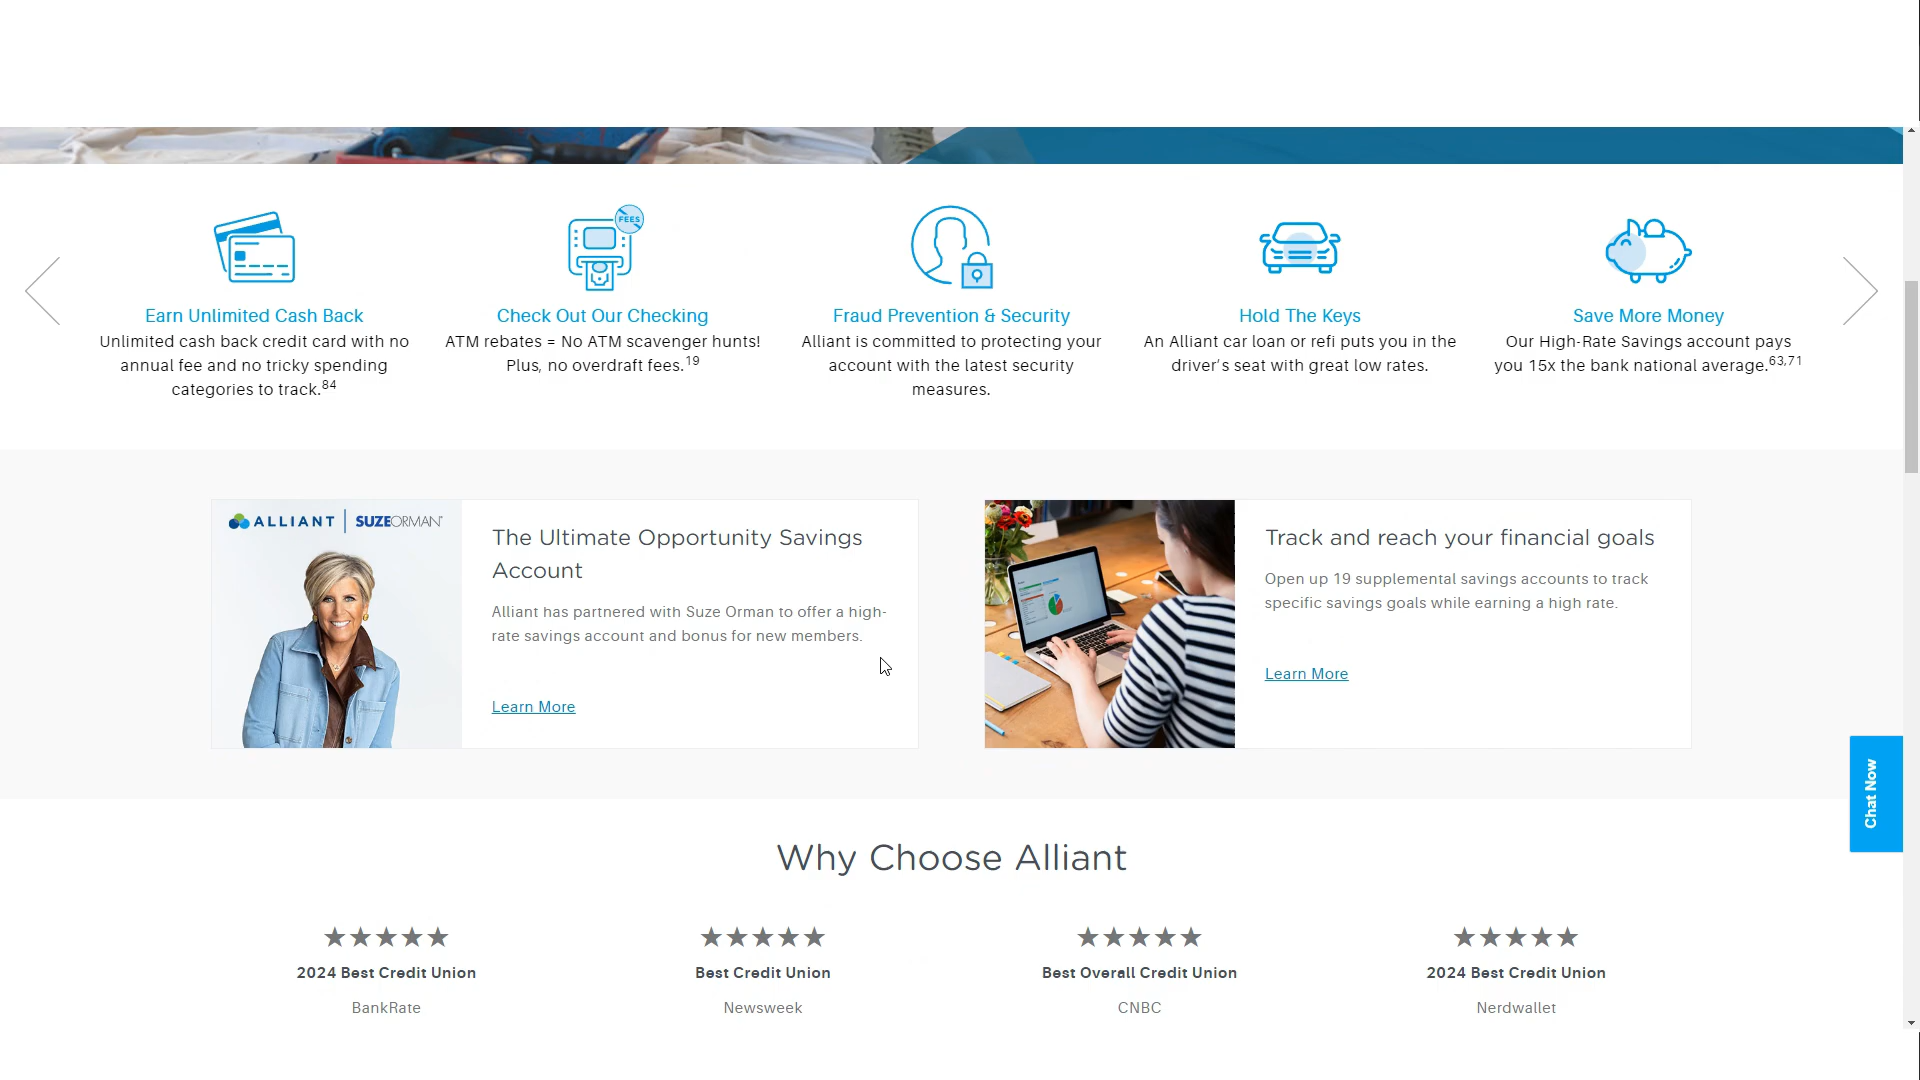 FEES
Earn Unlimited Cash Back
Unlimited cash back credit card with no
annual fee and no tricky spending
categories to track.84
Check Out Our Checking
ATM rebates = No ATM scavenger hunts!
Plus, no overdraft fees.19
Fraud Prevention & Security
Alliant is committed to protecting your
account with the latest security
measures.
Hold The Keys
An Alliant car loan or refi puts you in the
driver's seat with great low rates.
Save More Money
Our High-Rate Savings account pays
you 15x the bank national average.63,71
ALLIANT | SUZEORMAN
The Ultimate Opportunity Savings
Account
Alliant has partnered with Suze Orman to offer a high-
rate savings account and bonus for new members.
Learn More
Track and reach your financial goals
Open up 19 supplemental savings accounts to track
specific savings goals while earning a high rate.
Learn More
Chat Now
Why Choose Alliant
★★★★★
2024 Best Credit Union
BankRate
★★★★★
Best Credit Union
Newsweek
★★★★★
Best Overall Credit Union
CNBC
★★★★★
2024 Best Credit Union
Nerdwallet